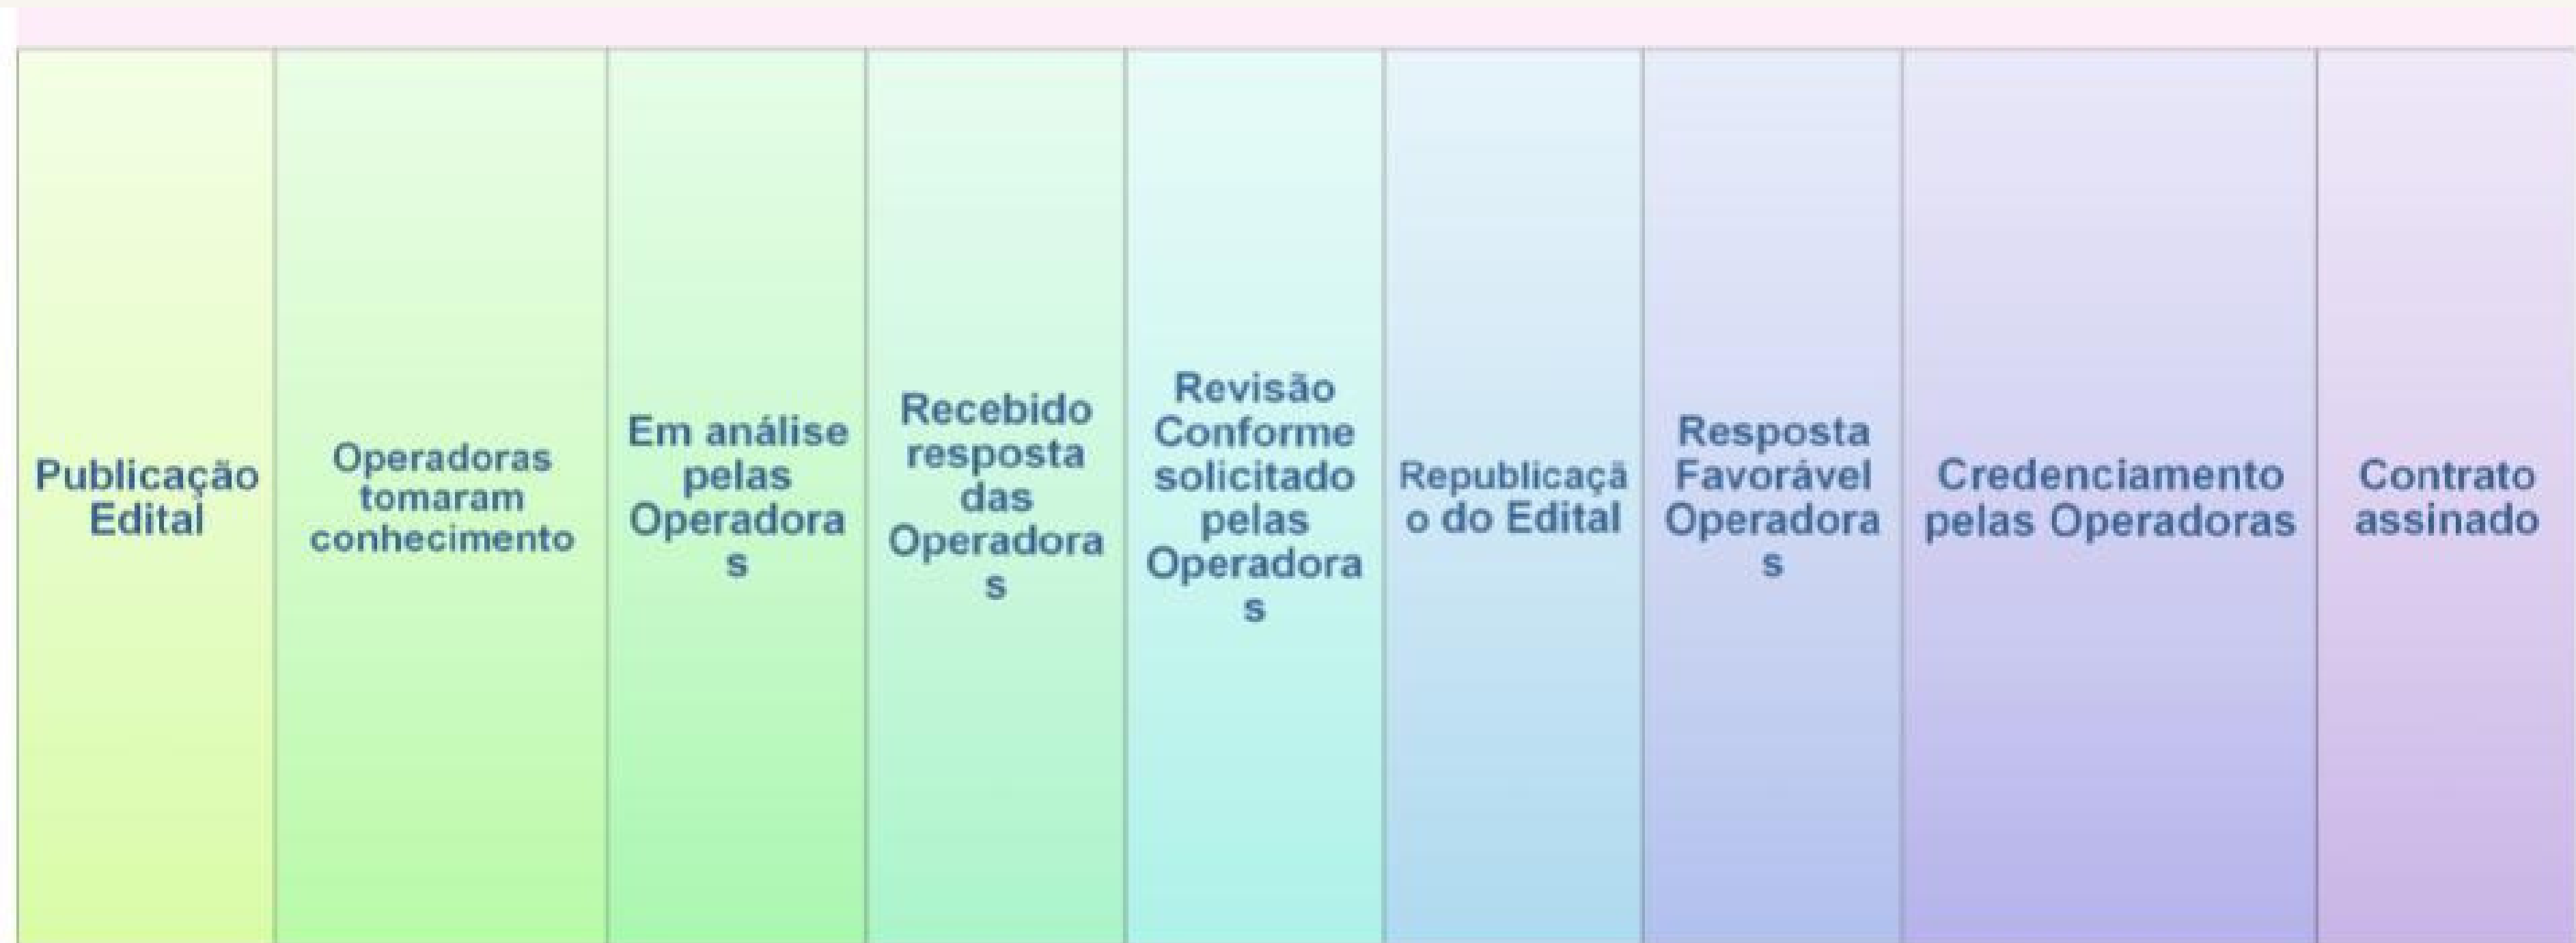 Publicação
Edital
Operadoras
tomaram
conhecimento
Em análise
pelas
Operadora
s
Recebido
resposta
das
Operadora
s
Revisão
Conforme
solicitado
pelas
Operadora
s
Republicaçã
o do Edital
Resposta
Favorável
Operadora
s
Credenciamento
pelas Operadoras
Contrato
assinado